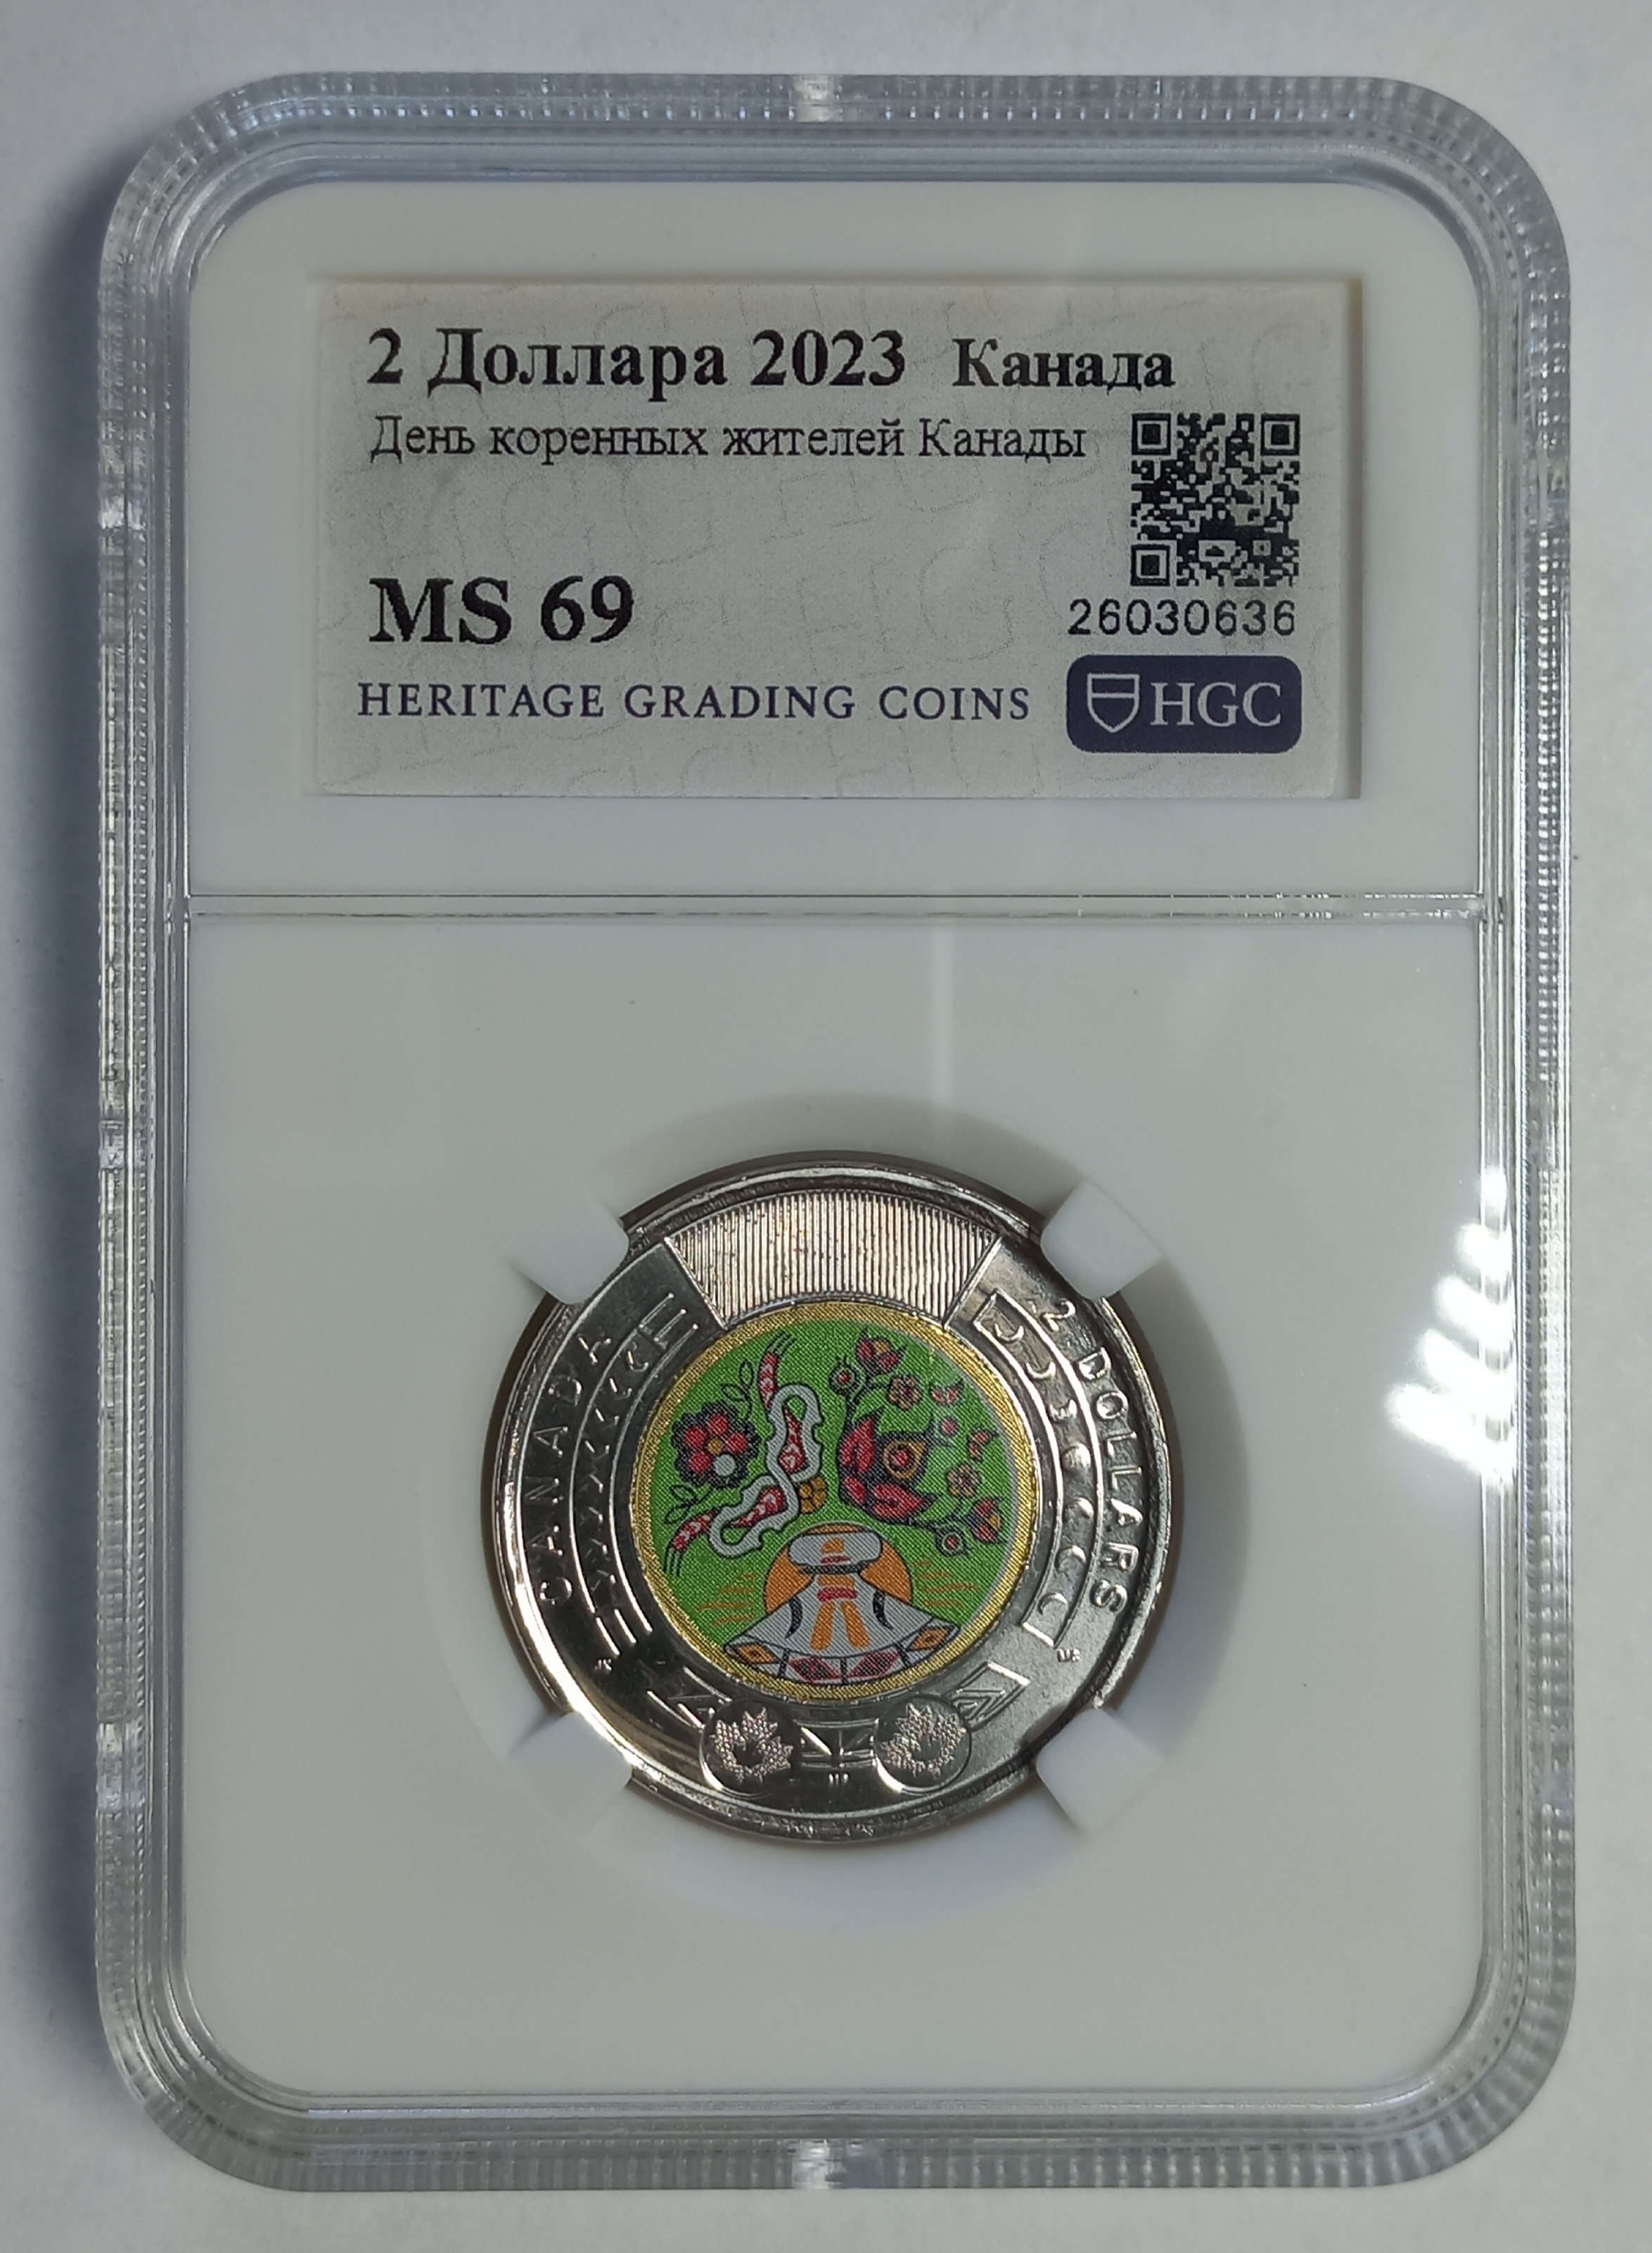 2 Доллара 2023 Канада
День коренных жителей Канады
MS 69
26030636
HERITAGE GRADING COINS
HGC
CANADA
2 DOLLARS